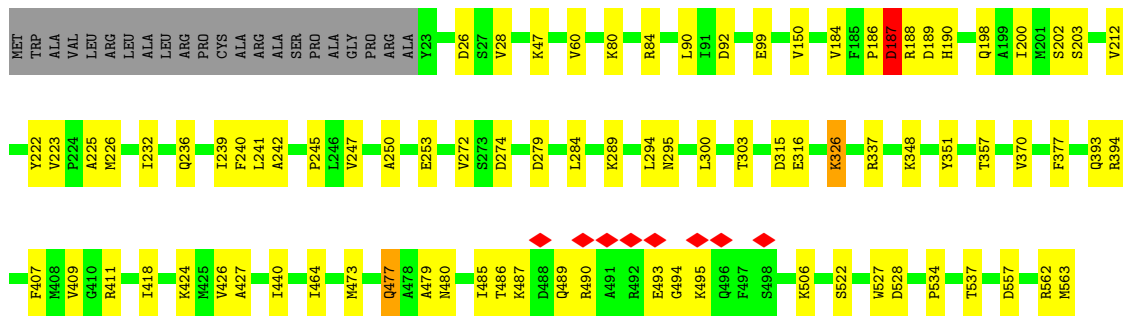 MET TRP ALA VAL LEU ARG LEU ALA LEU ARG PRO CYS ALA ARG ALA SER PRO ALA GLY PRO ARG ALA Y23 D26 S27 V28 K47 V60 K80 R84 L90 I91 D92 E99 V150 V184 F185 P186 D187 R188 D189 H190 Q198 A199 I200 M201 S202 S203 V212
Y222 V223 P224 A225 M226 I232 Q236 I239 F240 L241 A242 P245 L246 V247 A250 E253 V272 S273 D274 D279 L284 K289 L294 N295 L300 T303 D315 E316 K326 R337 K348 Y351 T357 V370 F377 Q393 R394
F407 M408 V409 G410 R411 I418 K424 M425 V426 A427 I440 I464 M473 Q477 A478 A479 N480 I485 T486 K487 D488 Q489 R490 A491 R492 E493 G494 K495 Q496 F497 S498 K506 S522 W527 D528 P534 T537 D557 R562 M563